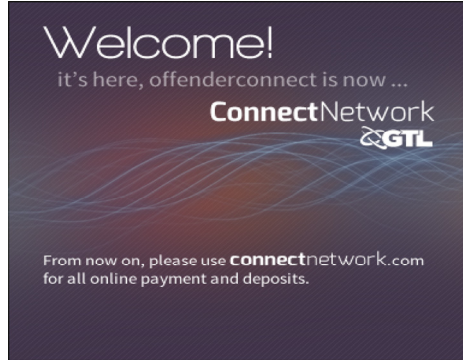 Welcome!
it's here, offenderconnect is now ...
ConnectNetwork
GTL
From now on, please use connectnetwork.com
for all online payment and deposits.